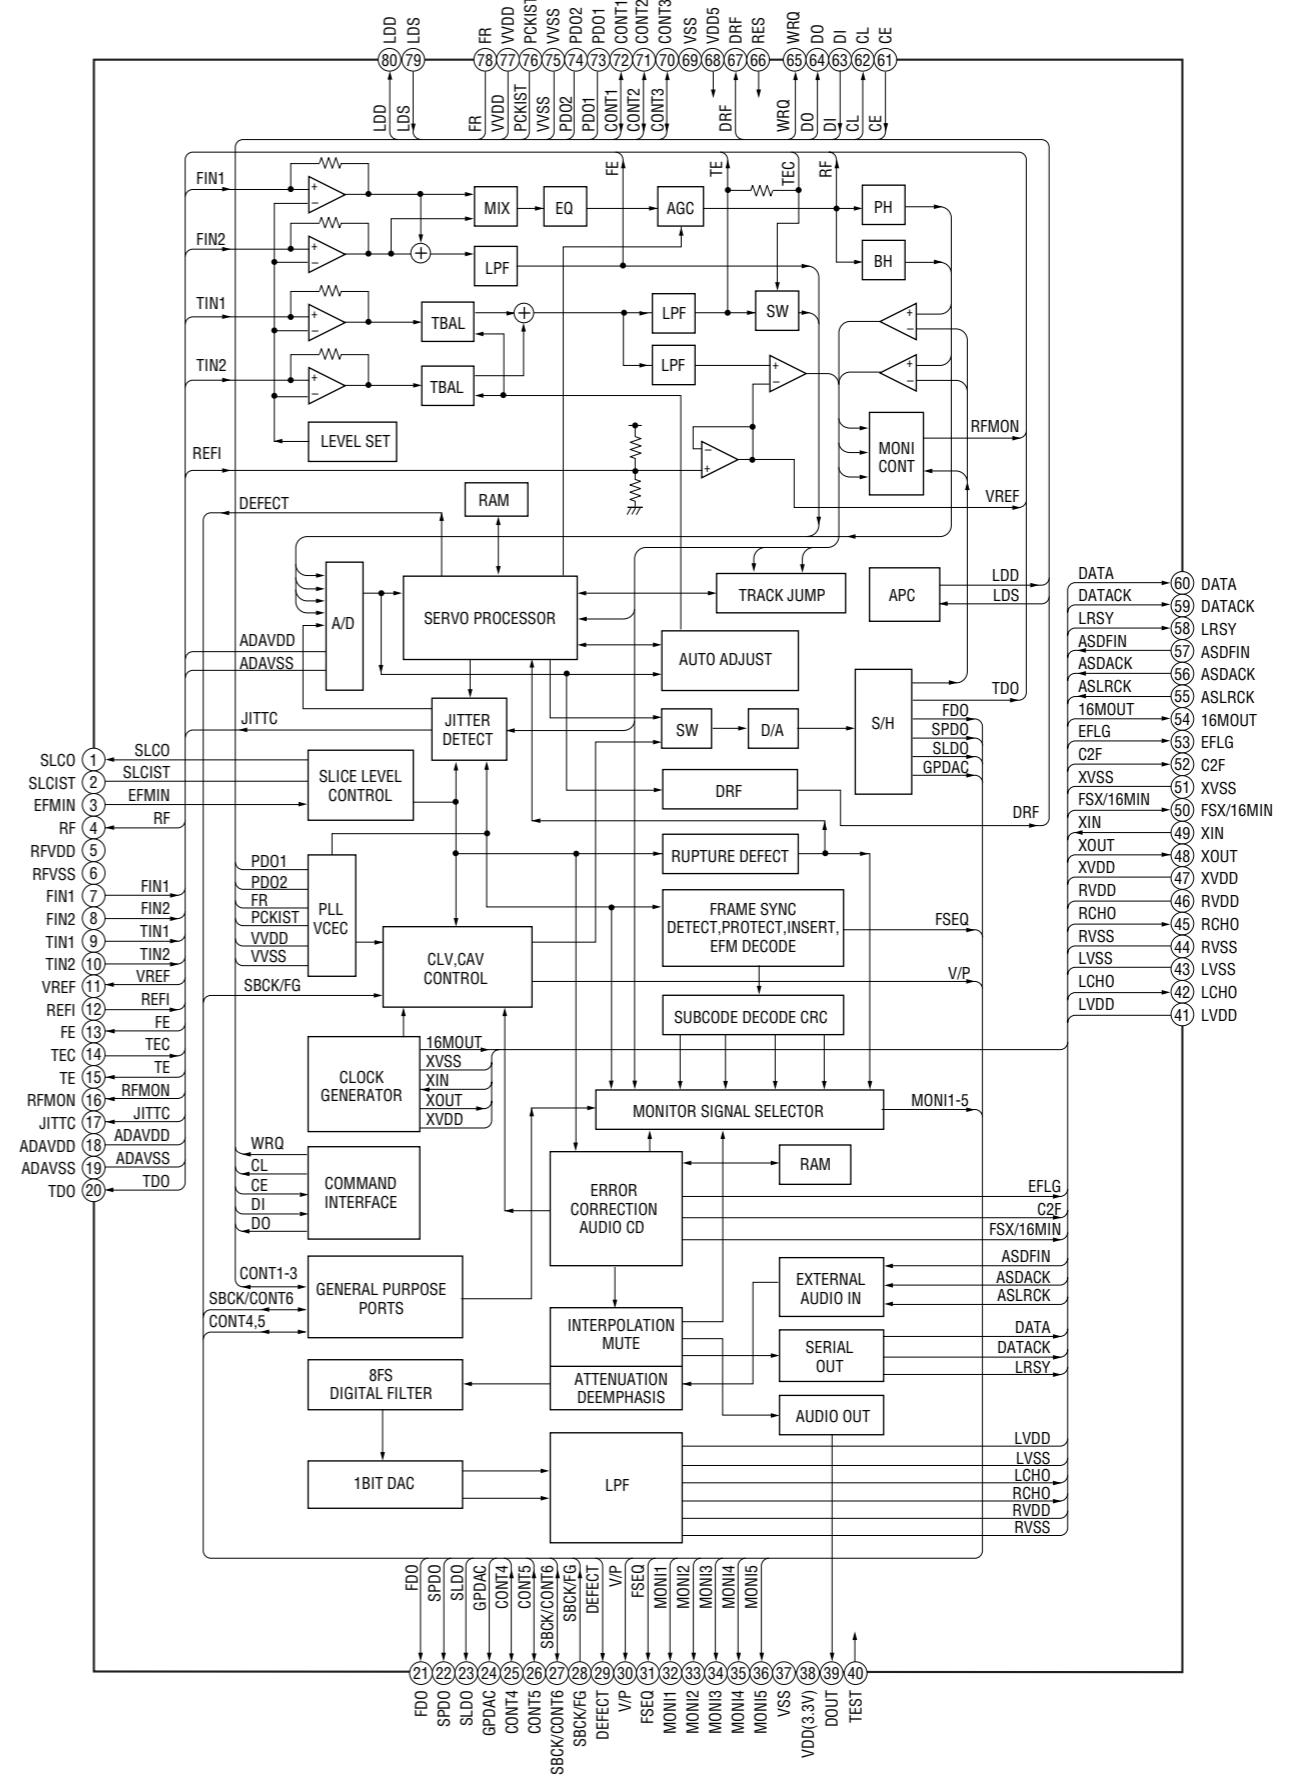 LDD
LDS
FR
VVDD
PCKIST
VVSS
PDO2
PDO1
CONT1
CONT2
CONT3
VSS
VDD5
DRF
RES
WRQ
DO
DI
CL
CE
80
79
78
77
76
75
74
73
72
71
70
69
68
67
66
65
64
63
62
61
LDD
LDS
FR
VVDD
PCKIST
VVSS
PDO2
PDO1
CONT1
CONT2
CONT3
DRF
WRQ
DO
DI
CL
CE
FE
TE
TEC
RF
FIN1
FIN2
TIN1
TIN2
REFI
+
−
+
−
+
−
+
−
MIX
EQ
AGC
PH
+
LPF
BH
TBAL
+
LPF
SW
+
−
TBAL
LPF
+
−
+
−
LEVEL SET
−
+
MONI
CONT
RFMON
VREF
DEFECT
RAM
A/D
SERVO PROCESSOR
TRACK JUMP
APC
LDD
LDS
ADAVDD
ADAVSS
AUTO ADJUST
JITTC
JITTER
DETECT
SW
D/A
S/H
TDO
FDO
SPDO
SLDO
GPDAC
SLICE LEVEL
CONTROL
DRF
DRF
RUPTURE DEFECT
PDO1
PDO2
FR
PCKIST
VVDD
VVSS
PLL
VCEC
FRAME SYNC
DETECT,PROTECT,INSERT,
EFM DECODE
FSEQ
CLV,CAV
CONTROL
V/P
SBCK/FG
SUBCODE DECODE CRC
CLOCK
GENERATOR
16MOUT
XVSS
XIN
XOUT
XVDD
MONITOR SIGNAL SELECTOR
MONI1-5
WRQ
CL
CE
DI
DO
COMMAND
INTERFACE
ERROR
CORRECTION
AUDIO CD
RAM
EFLG
C2F
FSX/16MIN
CONT1-3
SBCK/CONT6
CONT4,5
GENERAL PURPOSE
PORTS
EXTERNAL
AUDIO IN
ASDFIN
ASDACK
ASLRCK
INTERPOLATION
MUTE
SERIAL
OUT
DATA
DATACK
LRSY
8FS
DIGITAL FILTER
ATTENUATION
DEEMPHASIS
AUDIO OUT
1BIT DAC
LPF
LVDD
LVSS
LCHO
RCHO
RVDD
RVSS
SLCO 1 SLCO
SLCIST 2 SLCIST
EFMIN 3 EFMIN
RF 4 RF
RFVDD 5
RFVSS 6
FIN1 7 FIN1
FIN2 8 FIN2
TIN1 9 TIN1
TIN2 10 TIN2
VREF 11 VREF
REFI 12 REFI
FE 13 FE
TEC 14 TEC
TE 15 TE
RFMON 16 RFMON
JITTC 17 JITTC
ADAVDD 18 ADAVDD
ADAVSS 19 ADAVSS
TDO 20 TDO
DATA 60 DATA
DATACK 59 DATACK
LRSY 58 LRSY
ASDFIN 57 ASDFIN
ASDACK 56 ASDACK
ASLRCK 55 ASLRCK
16MOUT 54 16MOUT
EFLG 53 EFLG
C2F 52 C2F
XVSS 51 XVSS
FSX/16MIN 50 FSX/16MIN
XIN 49 XIN
XOUT 48 XOUT
XVDD 47 XVDD
RVDD 46 RVDD
RCHO 45 RCHO
RVSS 44 RVSS
LVSS 43 LVSS
LCHO 42 LCHO
LVDD 41 LVDD
FDO
SPDO
SLDO
GPDAC
CONT4
CONT5
SBCK/CONT6
SBCK/FG
DEFECT
V/P
FSEQ
MONI1
MONI2
MONI3
MONI4
MONI5
21
22
23
24
25
26
27
28
29
30
31
32
33
34
35
36
37
38
39
40
FDO
SPDO
SLDO
GPDAC
CONT4
CONT5
SBCK/CONT6
SBCK/FG
DEFECT
V/P
FSEQ
MONI1
MONI2
MONI3
MONI4
MONI5
VSS
VDD(3.3V)
DOUT
TEST